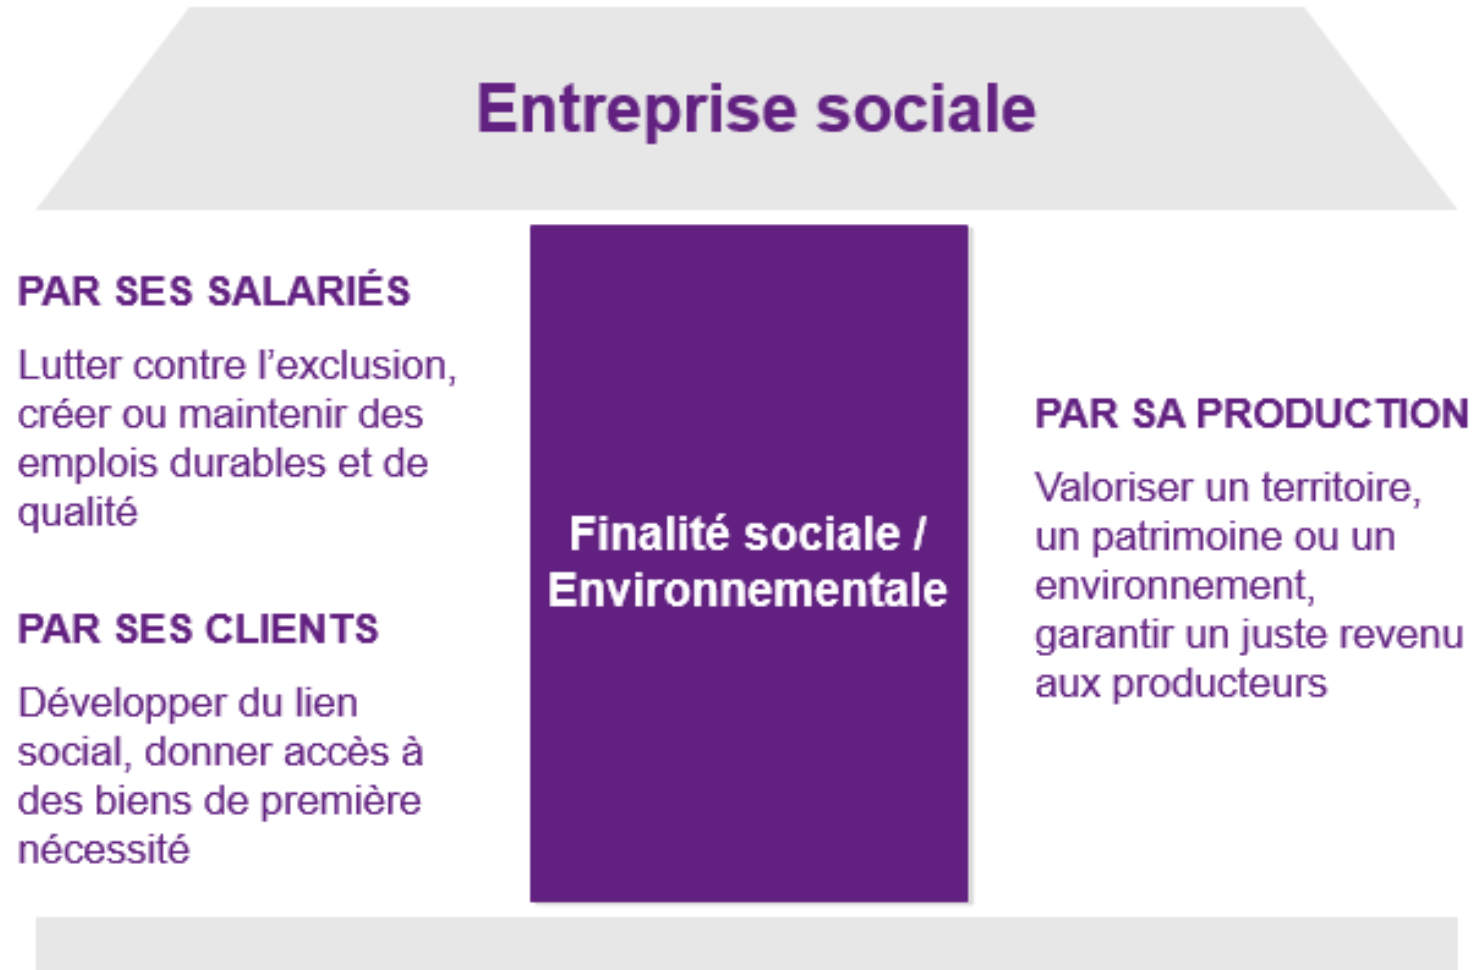 Entreprise sociale
PAR SES SALARIÉS
Lutter contre l’exclusion,
créer ou maintenir des
emplois durables et de
qualité
PAR SES CLIENTS
Développer du lien
social, donner accès à
des biens de première
nécessité
Finalité sociale /
Environnementale
PAR SA PRODUCTION
Valoriser un territoire,
un patrimoine ou un
environnement,
garantir un juste revenu
aux producteurs